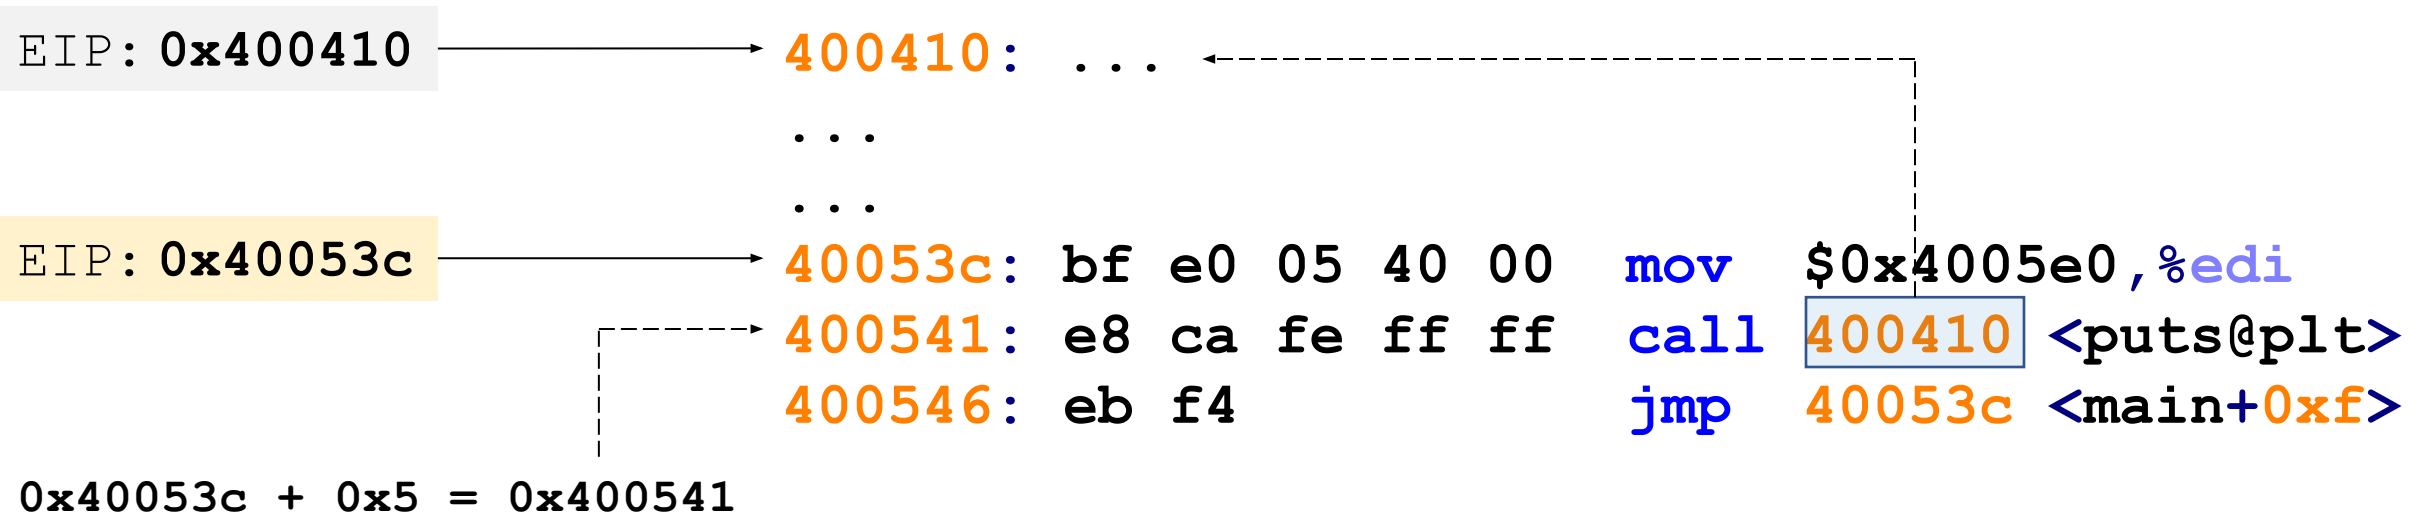 EIP: 0x400410 400410: ...
...
...
EIP: 0x40053c 40053c: bf e0 05 40 00 mov $0x4005e0,%edi
400541: e8 ca fe ff ff call 400410 <puts@plt>
400546: eb f4 jmp 40053c <main+0xf>
0x40053c + 0x5 = 0x400541